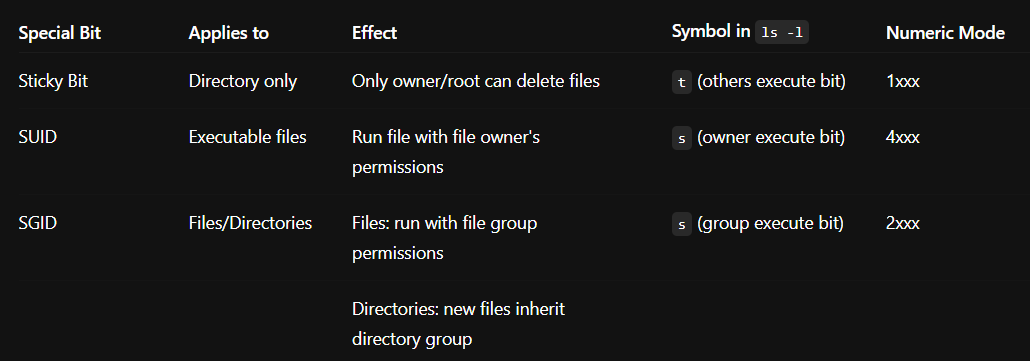 Special Bit Applies to Effect Symbol in ls -l Numeric Mode
Sticky Bit Directory only Only owner/root can delete files t (others execute bit) 1xxx
SUID Executable files Run file with file owner's s (owner execute bit) 4xxx
permissions
SGID Files/Directories Files: run with file group s (group execute bit) 2xxx
permissions
Directories: new files inherit
directory group